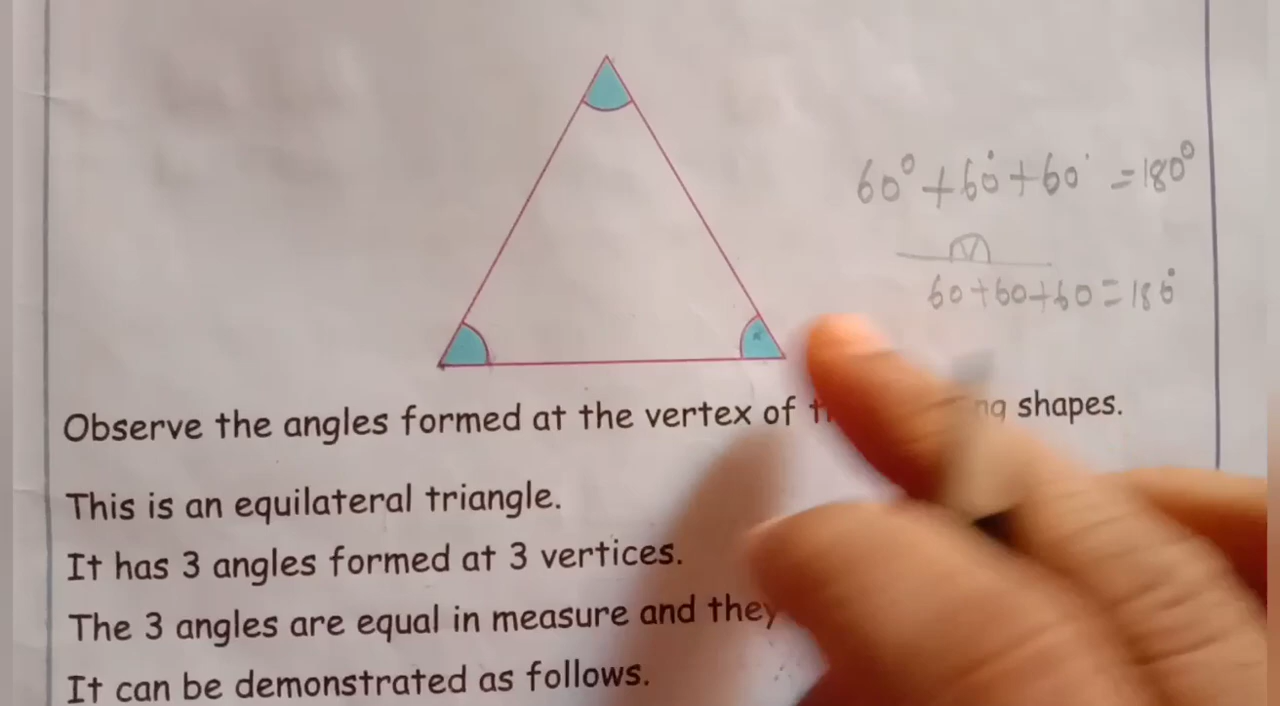 60° + 60° + 60° = 180°
60+60+60=180°
Observe the angles formed at the vertex of shapes.
This is an equilateral triangle.
It has 3 angles formed at 3 vertices.
The 3 angles are equal in measure and they
It can be demonstrated as follows.